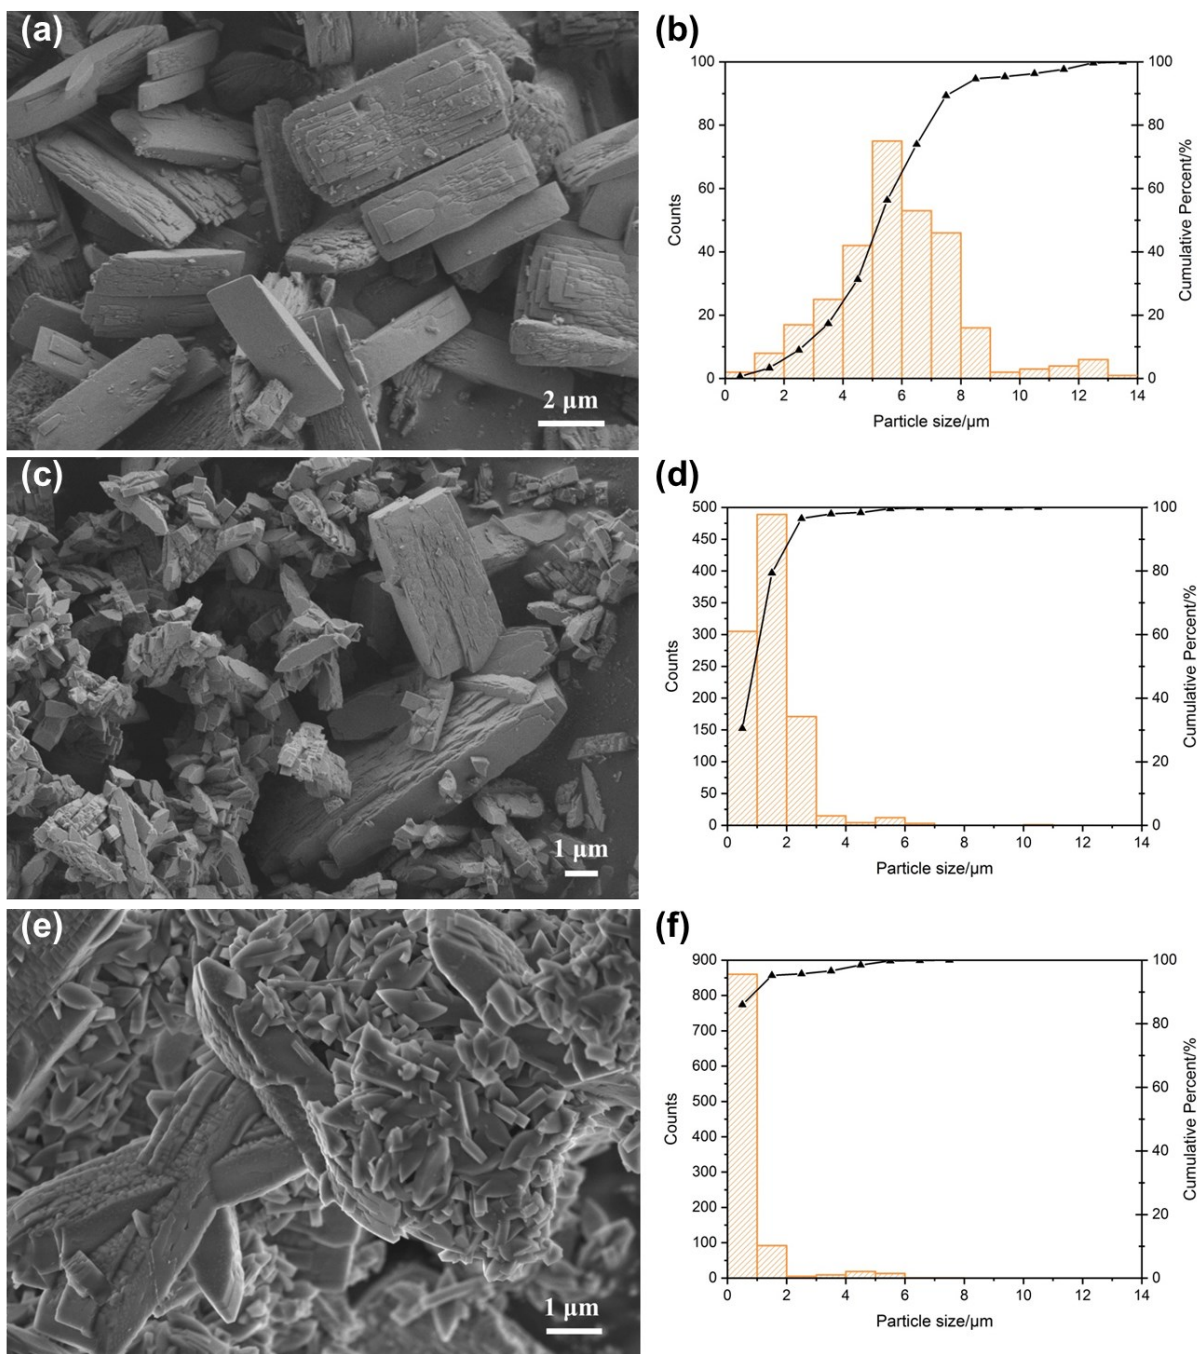 (a)
2 μm
(b)
100
80
60
40
20
0
Counts
100
80
60
40
20
0
Cumulative Percent/%
0 2 4 6 8 10 12 14
Particle size/μm
(c)
1 μm
(d)
500
450
400
350
300
250
200
150
100
50
0
Counts
100
80
60
40
20
0
Cumulative Percent/%
0 2 4 6 8 10 12 14
Particle size/μm
(e)
1 μm
(f)
900
800
700
600
500
400
300
200
100
0
Counts
100
80
60
40
20
0
Cumulative Percent/%
0 2 4 6 8 10 12 14
Particle size/μm